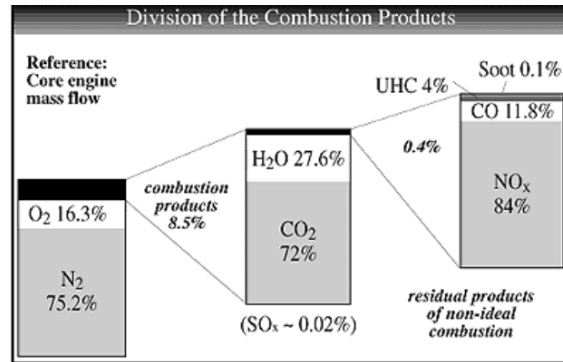 Division of the Combustion Products
Reference:
Core engine
mass flow
O₂ 16.3%
N₂
75.2%
combustion
products
8.5%
H₂O 27.6%
CO₂
72%
(SOₓ ~ 0.02%)
UHC 4%
Soot 0.1%
CO 11.8%
0.4%
NOₓ
84%
residual products
of non-ideal
combustion